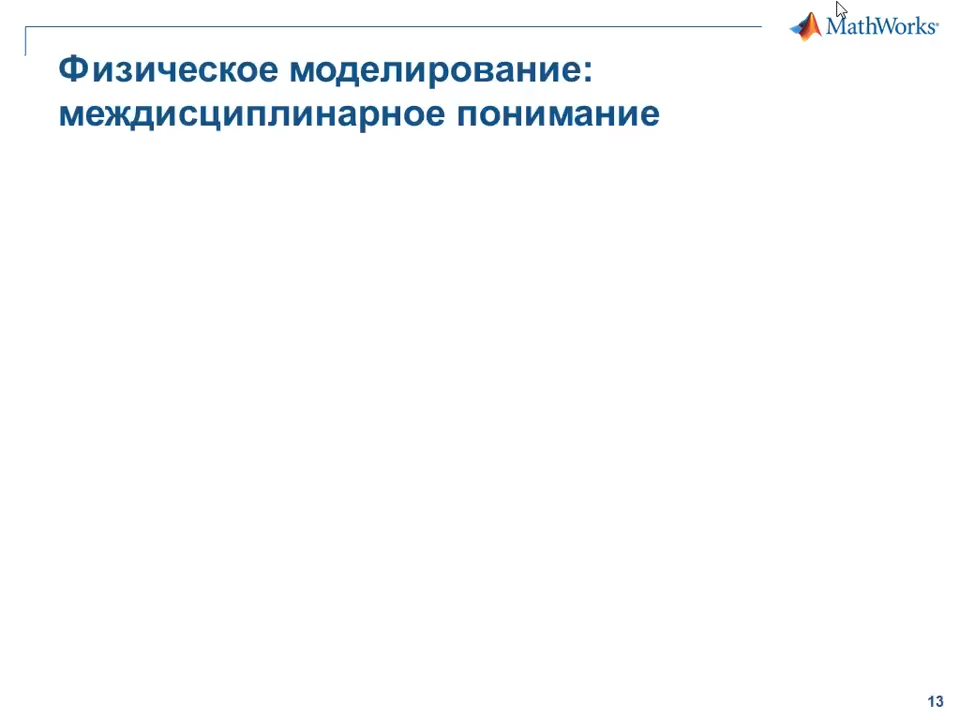 MathWorks®
Физическое моделирование:
междисциплинарное понимание
13